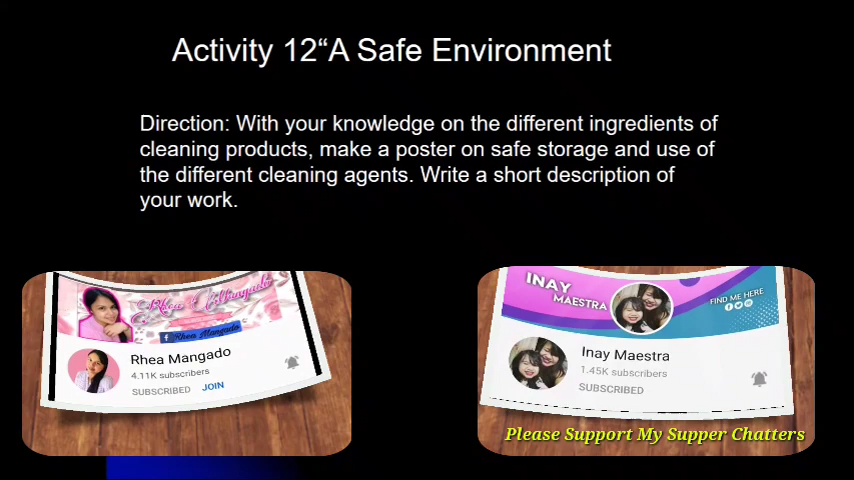 Activity 12“A Safe Environment
Direction: With your knowledge on the different ingredients of
cleaning products, make a poster on safe storage and use of
the different cleaning agents. Write a short description of
your work.
Rhea Mangado
Rhea Mangado
4.11K subscribers
SUBSCRIBED JOIN
INAY
MAESTRA
FIND ME HERE
Inay Maestra
1.45K subscribers
SUBSCRIBED
Please Support My Supper Chatters